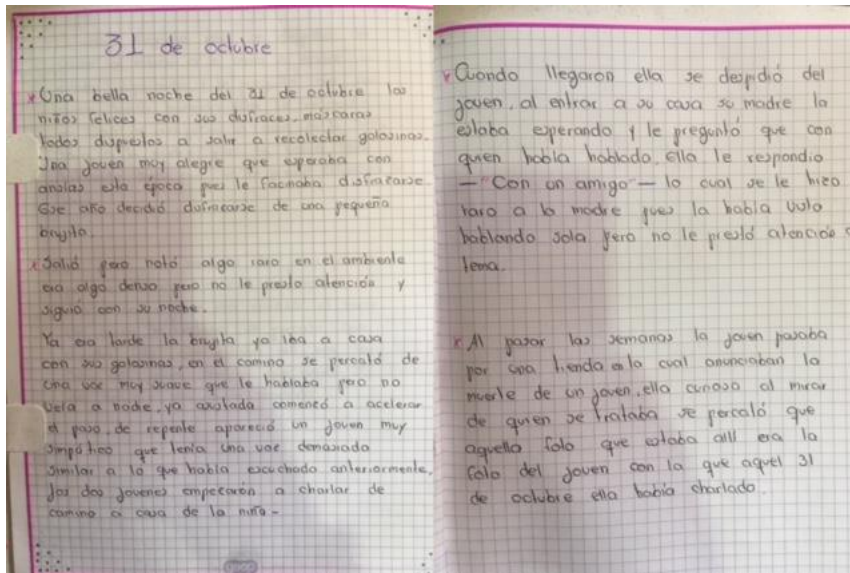 31 de octubre
Una bella noche del 31 de octubre los
niños felices con sus disfraces, máscaras
todos dispuestos a salir a recolectar golosinas.
Una joven muy alegre que esperaba con
ansias esta época pues le facinaba disfrazarse
Ese año decidió disfrazarse de una pequeña
brujita.
Salió pero notó algo raro en el ambiente
era algo denso pero no le presto atención y
siguió con su noche.
Ya era tarde la brujita ya iba a casa
con sus golosinas, en el camino se percató de
una voz muy suave que le hablaba pero no
veía a nadie, ya asustada comenzó a acelerar
el paso, de repente apareció un joven muy
simpático que tenía una voz demasiada
similar a la que había escuchado anteriormente,
los dos jovenes empezarón a charlar de
camino a casa de la niña-
Cuando llegaron ella se despidió del
joven, al entrar a su casa su madre la
estaba esperando y le preguntó que con
quien había hablado, ella le respondio
—"Con un amigo"— lo cual se le hizo
raro a la madre pues la había visto
hablando sola pero no le prestó atención
tema.
Al pasar las semanas la joven pasaba
por una tienda en la cual anunciaban la
muerte de un joven, ella curiosa al mirar
de quien se trataba se percató que
aquella foto que estaba allí era la
foto del joven con la que aquel 31
de octubre ella había charlado.